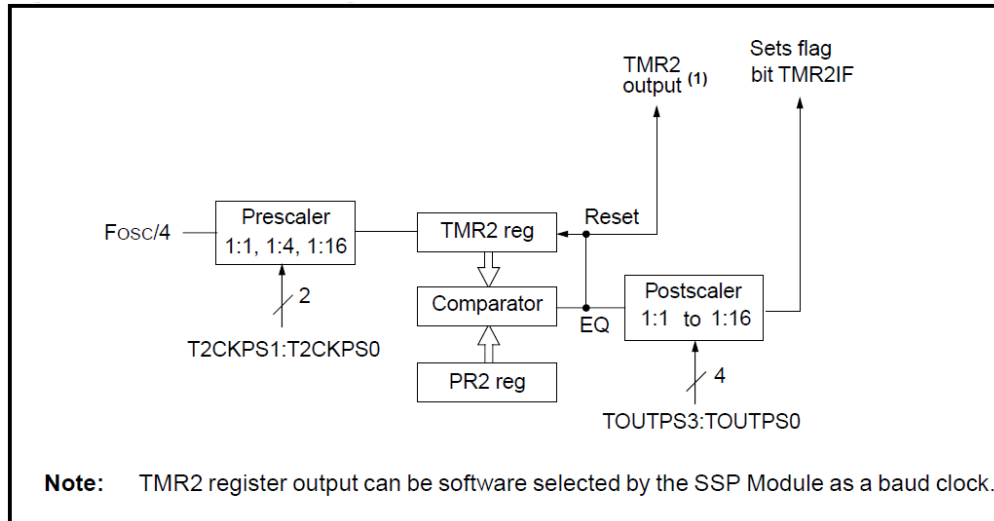 Sets flag
bit TMR2IF
TMR2
output (1)
Reset
Prescaler
1:1, 1:4, 1:16
FOSC/4
TMR2 reg
2
Comparator
EQ
Postscaler
1:1 to 1:16
T2CKPS1:T2CKPS0
PR2 reg
4
TOUTPS3:TOUTPS0
Note: TMR2 register output can be software selected by the SSP Module as a baud clock.